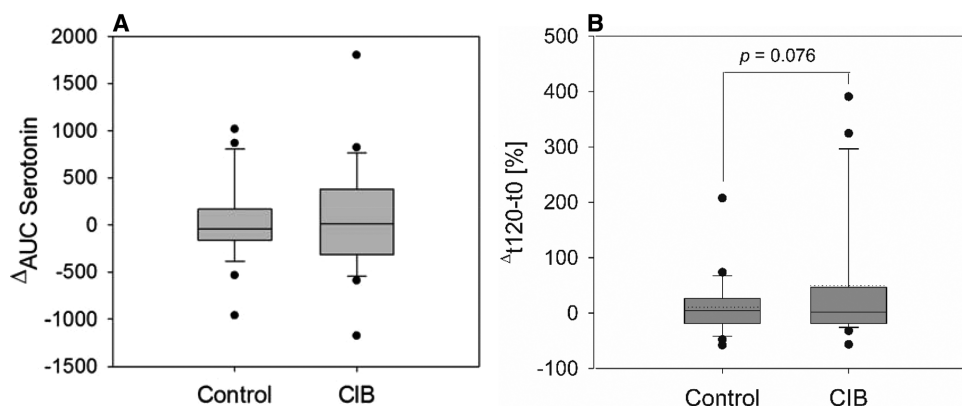 A
2000
1500
1000
500
0
-500
-1000
-1500
ΔAUC Serotonin
Control
CIB
B
500
400
300
200
100
0
-100
Δt120-t0 [%]
p = 0.076
Control
CIB